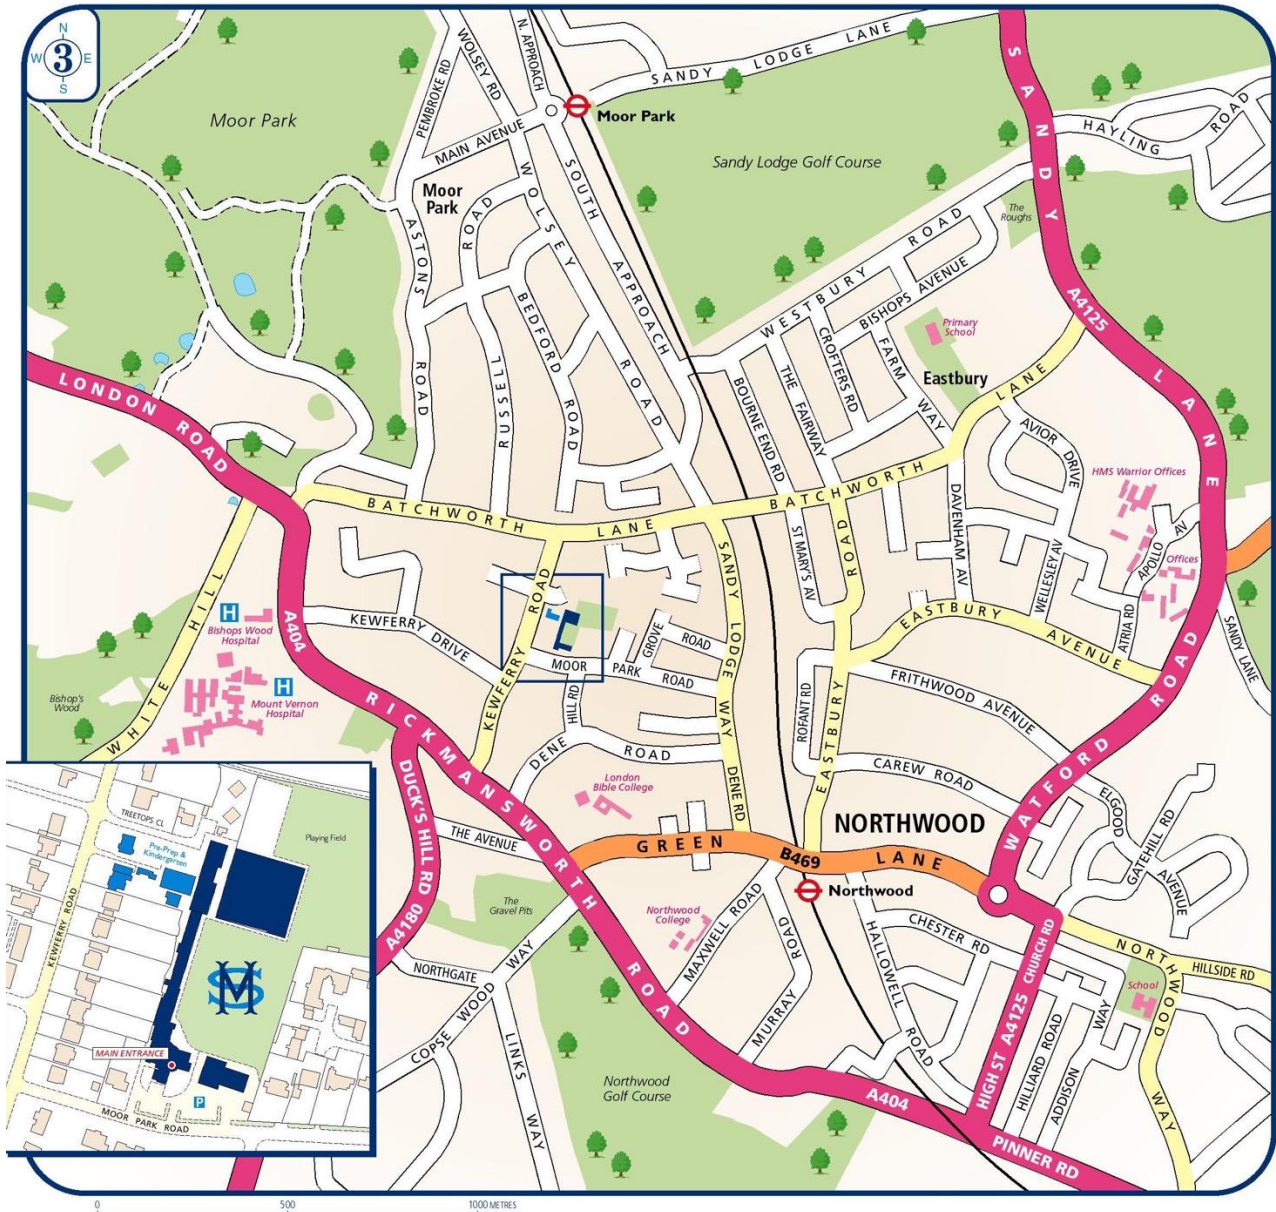 N
W 3 E
S
Moor Park
PEMBROKE RD
WOLSEY RD
N. APPROACH
MAIN AVENUE
Moor Park
SANDY LODGE LANE
SANDY LANE
HAYLING ROAD
Sandy Lodge Golf Course
The
Roughs
Moor
Park
ASTONS ROAD
ROAD
WOLSEY ROAD
SOUTH APPROACH
BEDFORD ROAD
RUSSELL
WESTBURY ROAD
BISHOPS AVENUE
CROFTERS RD
THE FAIRWAY
FARM WAY
BOURNE END RD
Primary
School
Eastbury
A4125
LONDON ROAD
BATCHWORTH LANE
BATCHWORTH LANE
AVIOR DRIVE
HMS Warrior Offices
APOLLO AV
Offices
DAVENHAM AV
WELLESLEY AV
ATRIA RD
ST MARY'S AV
ROAD
EASTBURY AVENUE
SANDY LANE
WHITE HILL
H
Bishops Wood
Hospital
H
Mount Vernon
Hospital
Bishop's
Wood
A404
KEWFERRY DRIVE
KEWFERRY ROAD
MOOR PARK ROAD
GROVE ROAD
HILL RD
DENE ROAD
SANDY LODGE WAY
DENE RD
ROFANT RD
EASTBURY
FRITHWOOD AVENUE
CAREW ROAD
WATFORD ROAD
ELGOOD AVENUE
GATEHILL RD
London
Bible College
RICKMANSWORTH ROAD
DUCK'S HILL RD
A4180
THE AVENUE
GREEN LANE
B469
NORTHWOOD
Northwood
The
Gravel Pits
Northwood
College
MAXWELL ROAD
MURRAY ROAD
HALLOWELL ROAD
CHESTER RD
CHURCH RD
HIGH ST A4125
HILLIARD ROAD
ADDISON WAY
School
NORTHWOOD WAY
HILLSIDE RD
NORTHGATE
COPSE WOOD WAY
LINKS WAY
Northwood
Golf Course
A404
PINNER RD
TREETOPS CL
Pre-Prep &
Kindergarten
Playing Field
KEWFERRY ROAD
MSC
MAIN ENTRANCE
P
MOOR PARK ROAD
0 500 1000 METRES